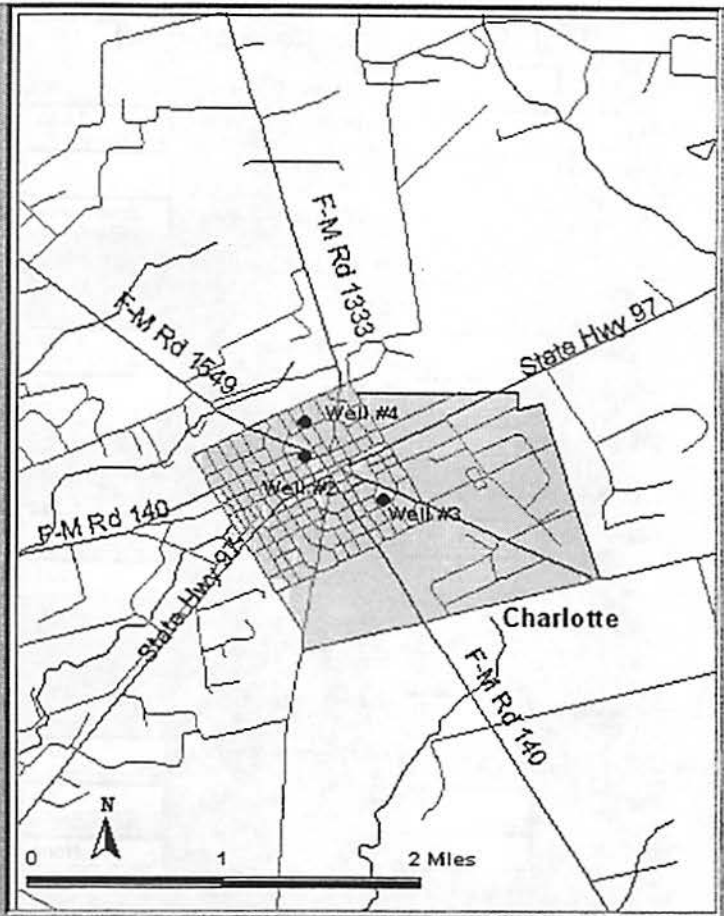 F-M Rd 1333
F-M Rd 1549
State Hwy 97
Well #4
Well #2
Well #3
F-M Rd 140
State Hwy 97
Charlotte
F-M Rd 140
N
0 1 2 Miles